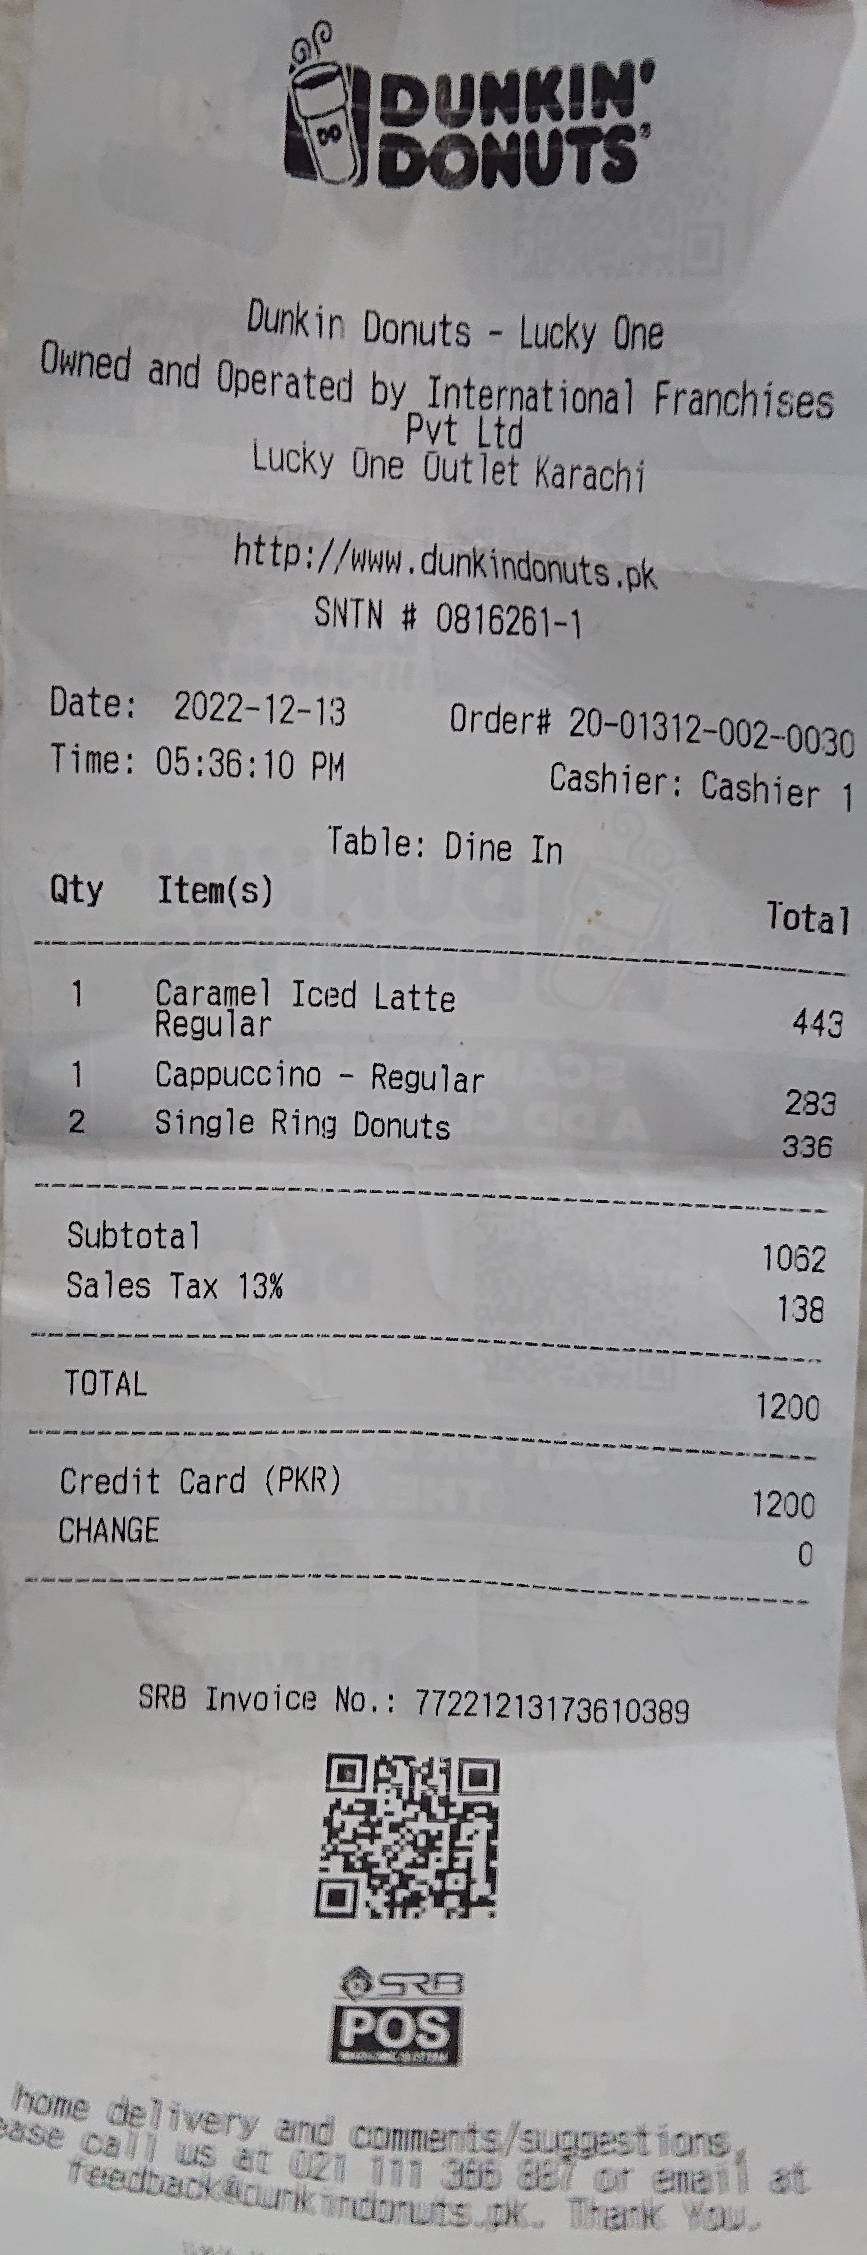 DUNKIN'
DONUTS
Dunkin Donuts - Lucky One
Owned and Operated by International Franchises
Pvt Ltd
Lucky One Outlet Karachi
http://www.dunkindonuts.pk
SNTN # 0816261-1
Date: 2022-12-13 Order# 20-01312-002-0030
Time: 05:36:10 PM Cashier: Cashier 1
Table: Dine In
Qty Item(s) Total
1 Caramel Iced Latte
Regular 443
1 Cappuccino - Regular 283
2 Single Ring Donuts 336
Subtotal 1062
Sales Tax 13% 138
TOTAL 1200
Credit Card (PKR) 1200
CHANGE 0
SRB Invoice No.: 77221213173610389
SRB
POS
home delivery and comments/suggestions,
ease call us at 021 111 366 887 or email at
feedback@dunkindonuts.pk. Thank You.